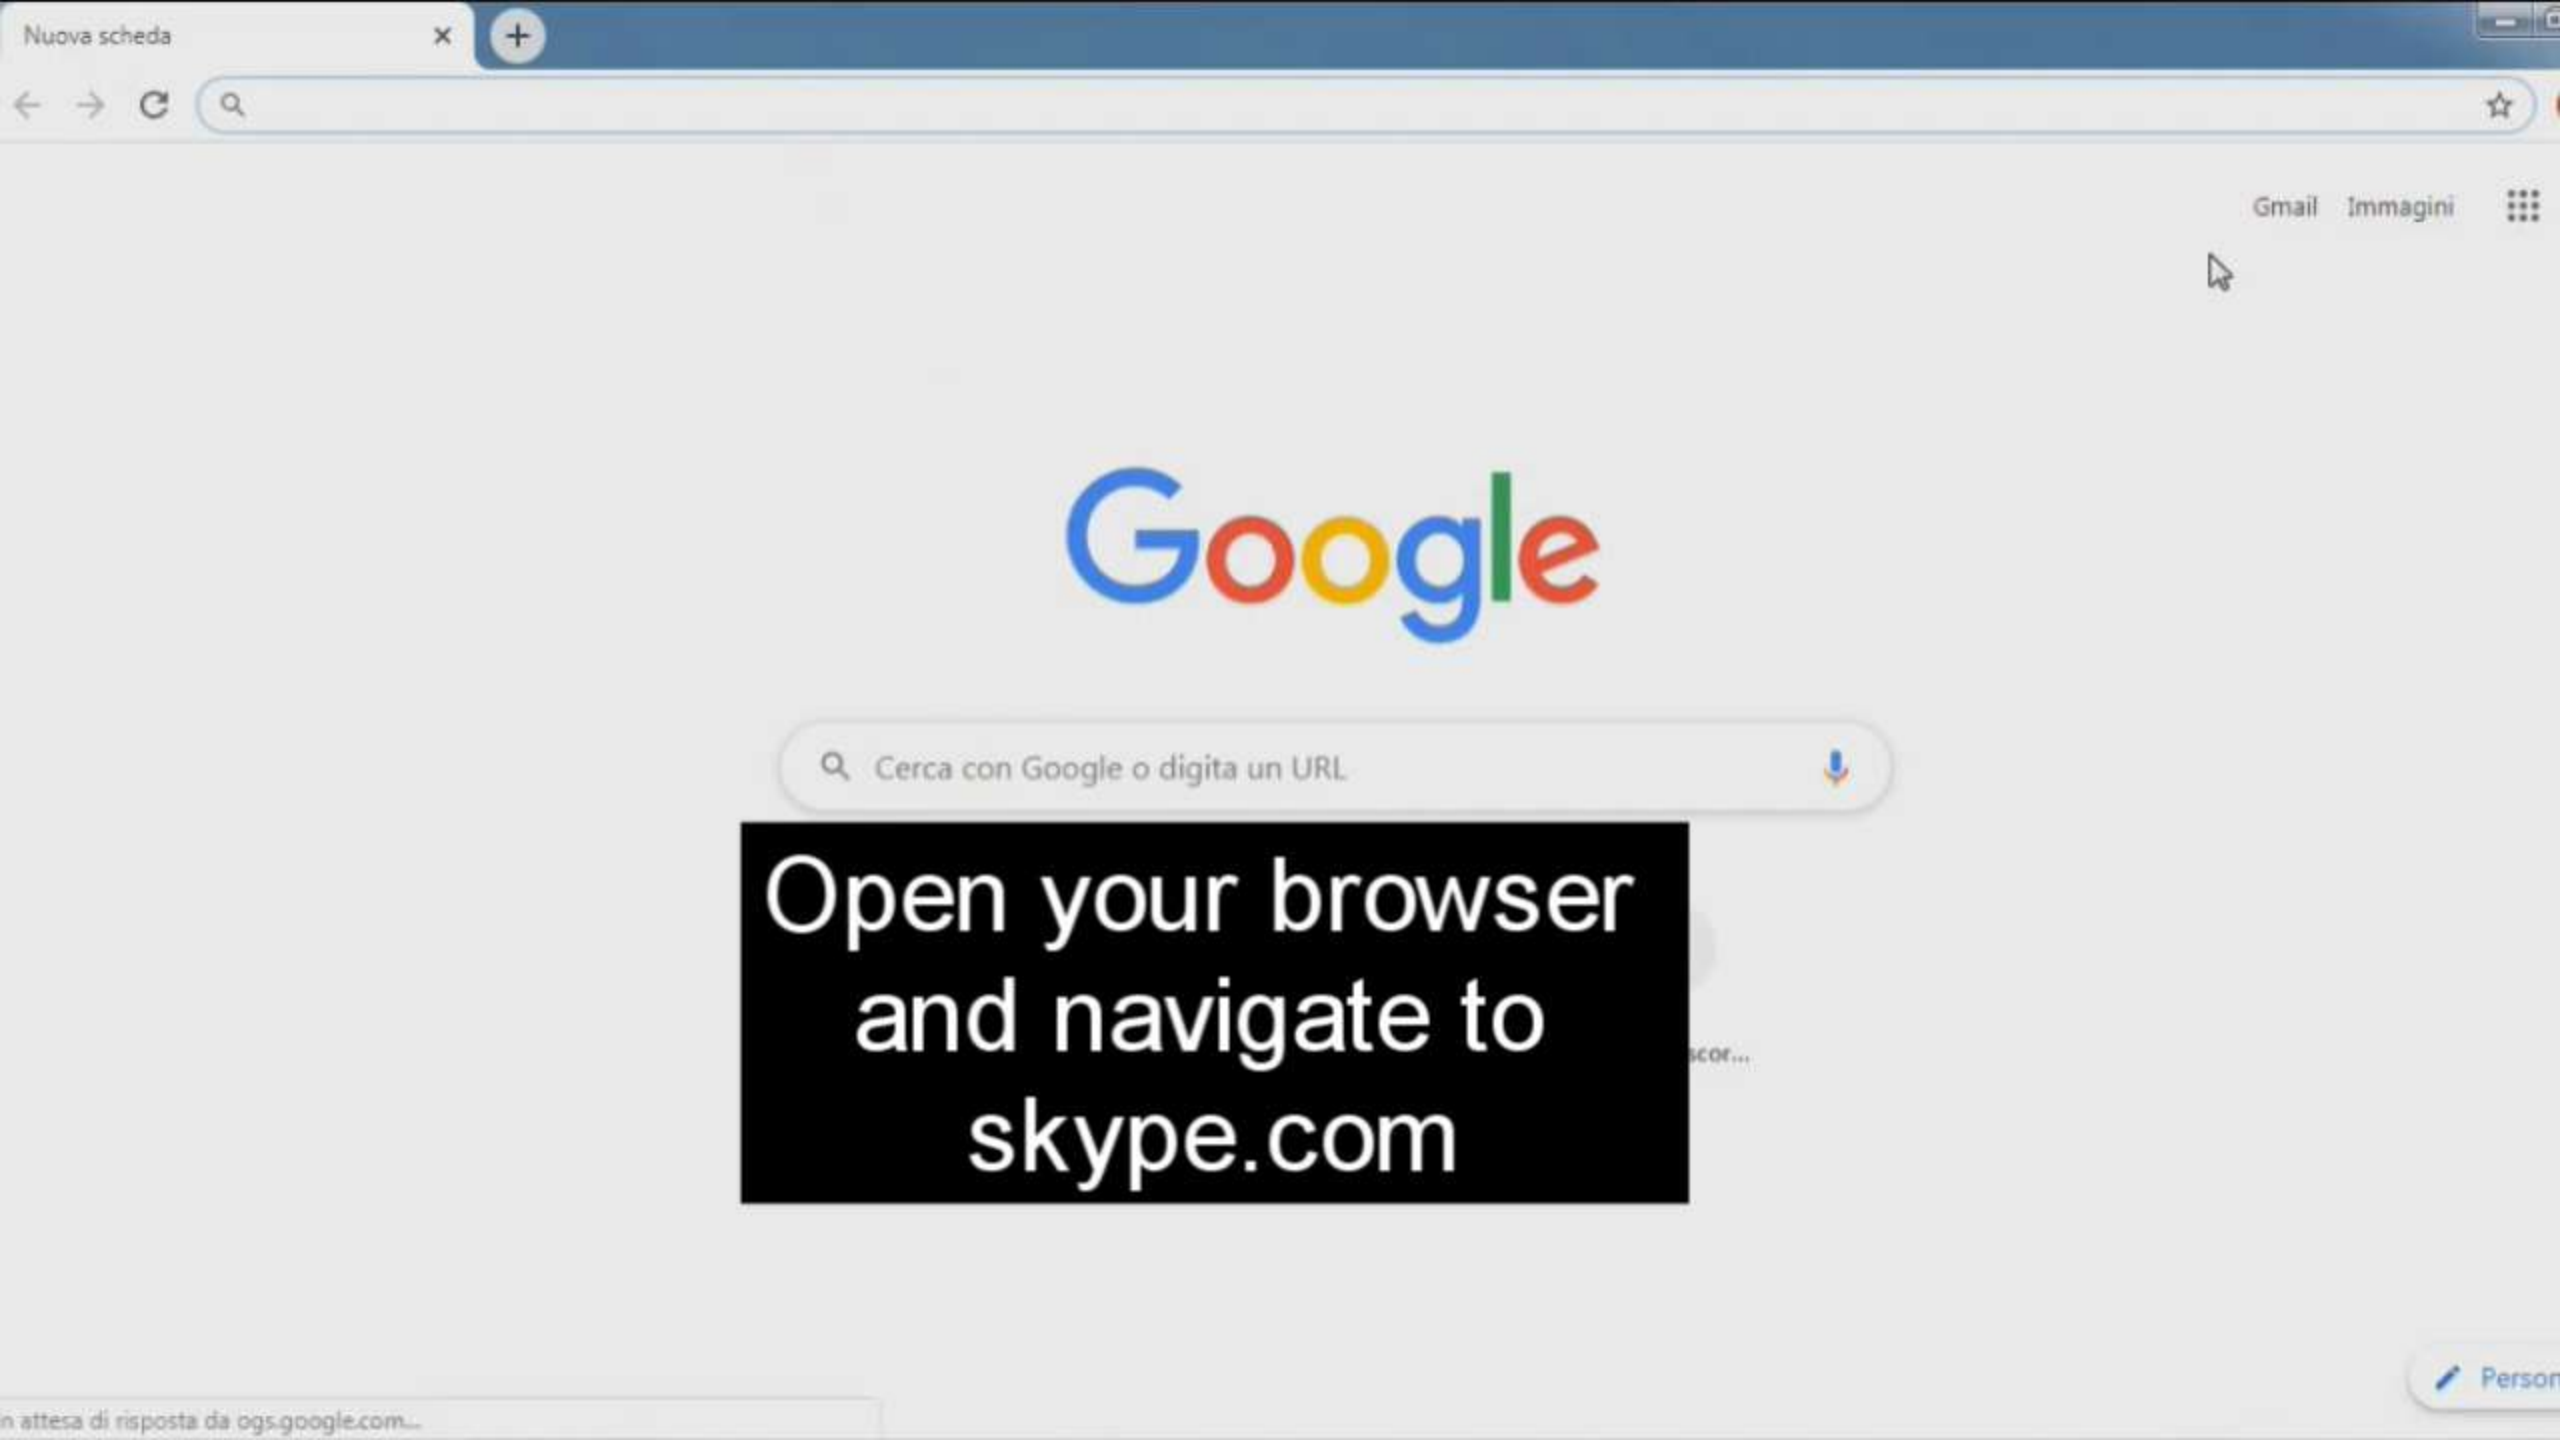 Nuova scheda
Gmail Immagini
Google
Cerca con Google o digita un URL
Open your browser
and navigate to
skype.com
attesa di risposta da ogs.google.com...